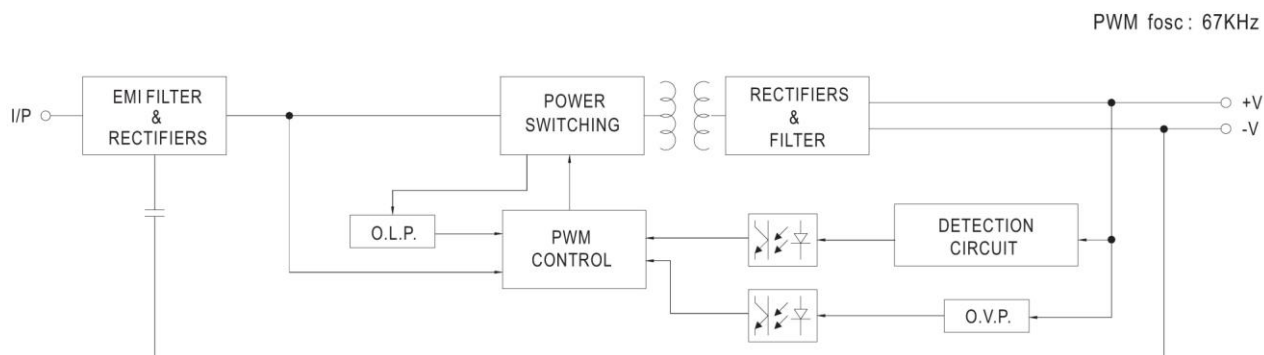 PWM fosc : 67KHz
I/P
EMI FILTER
&
RECTIFIERS
POWER
SWITCHING
RECTIFIERS
&
FILTER
+V
-V
O.L.P.
PWM
CONTROL
DETECTION
CIRCUIT
O.V.P.